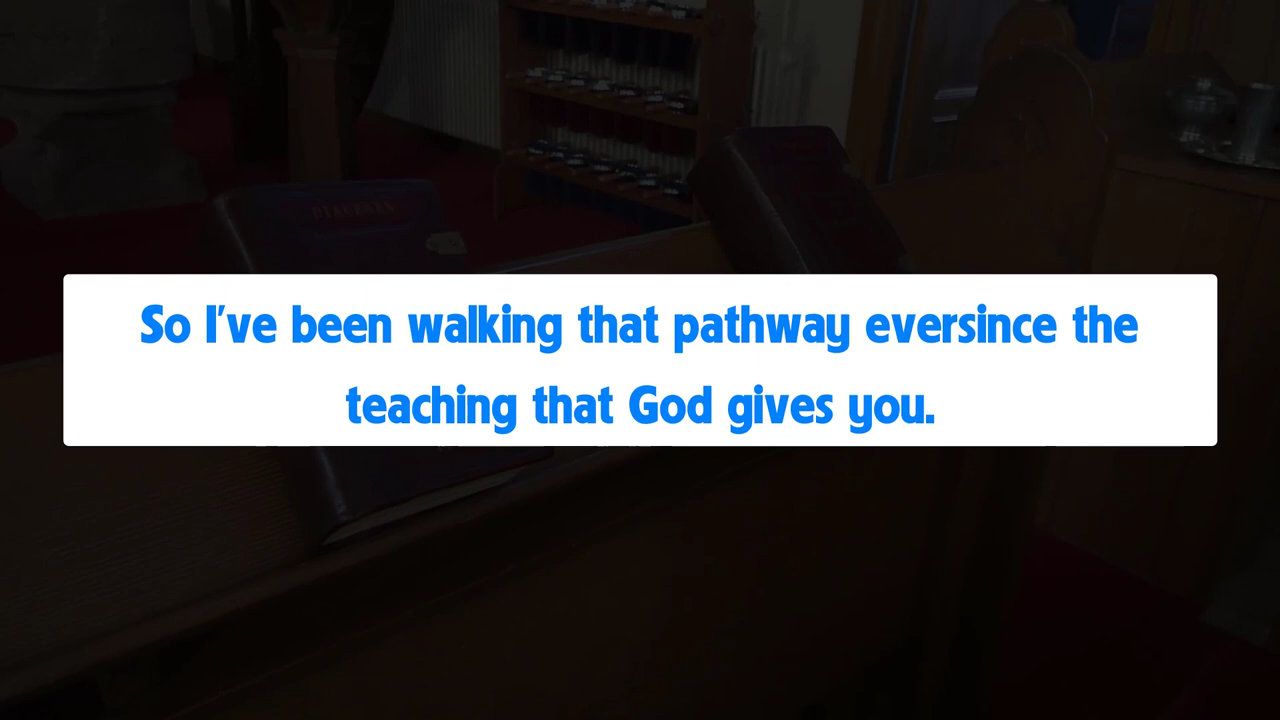 So I've been walking that pathway eversince the
teaching that God gives you.